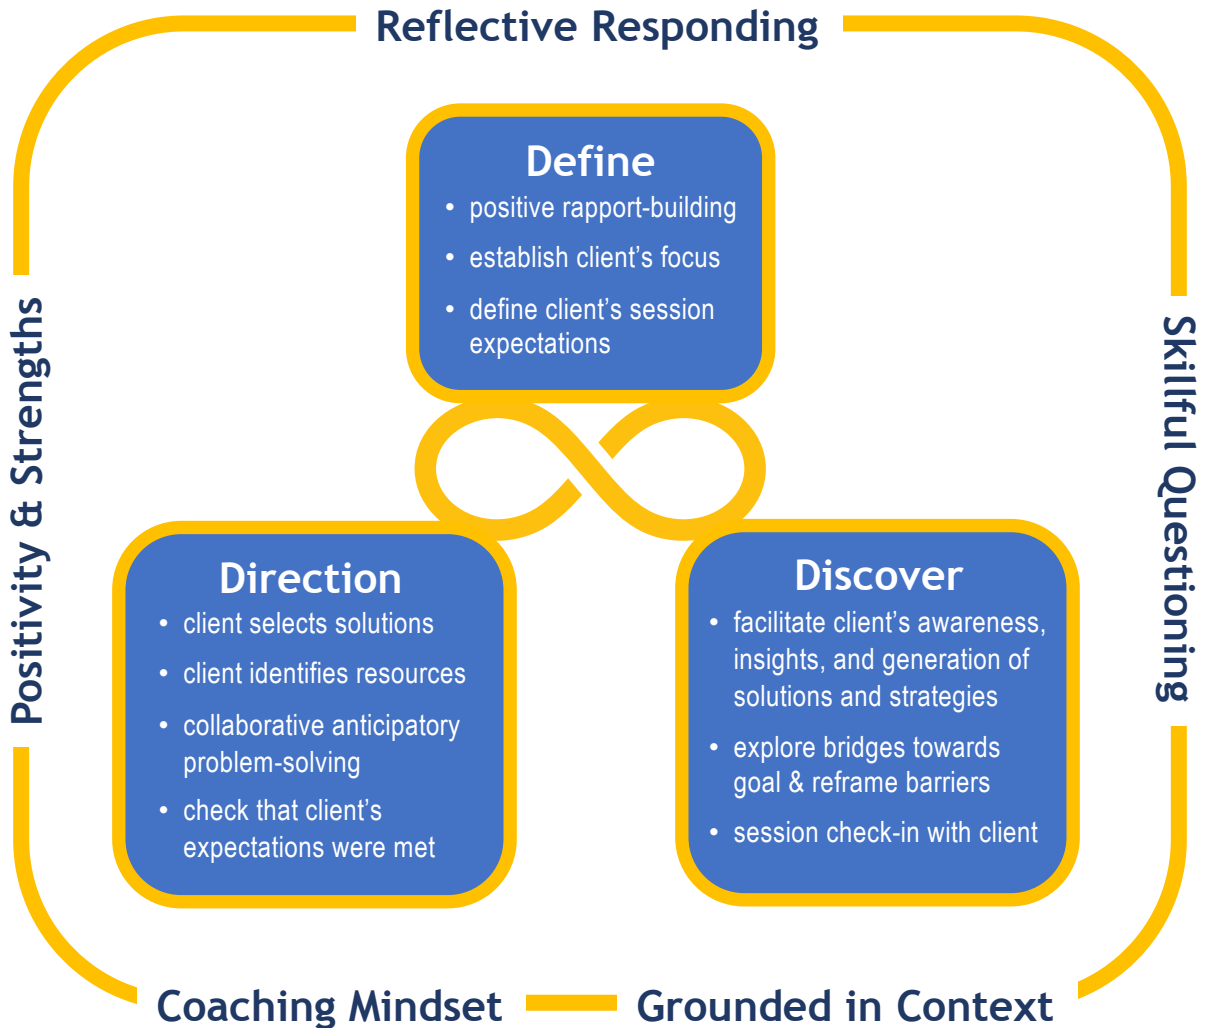 Reflective Responding
Define
• positive rapport-building
• establish client’s focus
• define client’s session
expectations
Positivity & Strengths
Skillful Questioning
Direction
• client selects solutions
• client identifies resources
• collaborative anticipatory
problem-solving
• check that client’s
expectations were met
Discover
• facilitate client’s awareness,
insights, and generation of
solutions and strategies
• explore bridges towards
goal & reframe barriers
• session check-in with client
Coaching Mindset
Grounded in Context